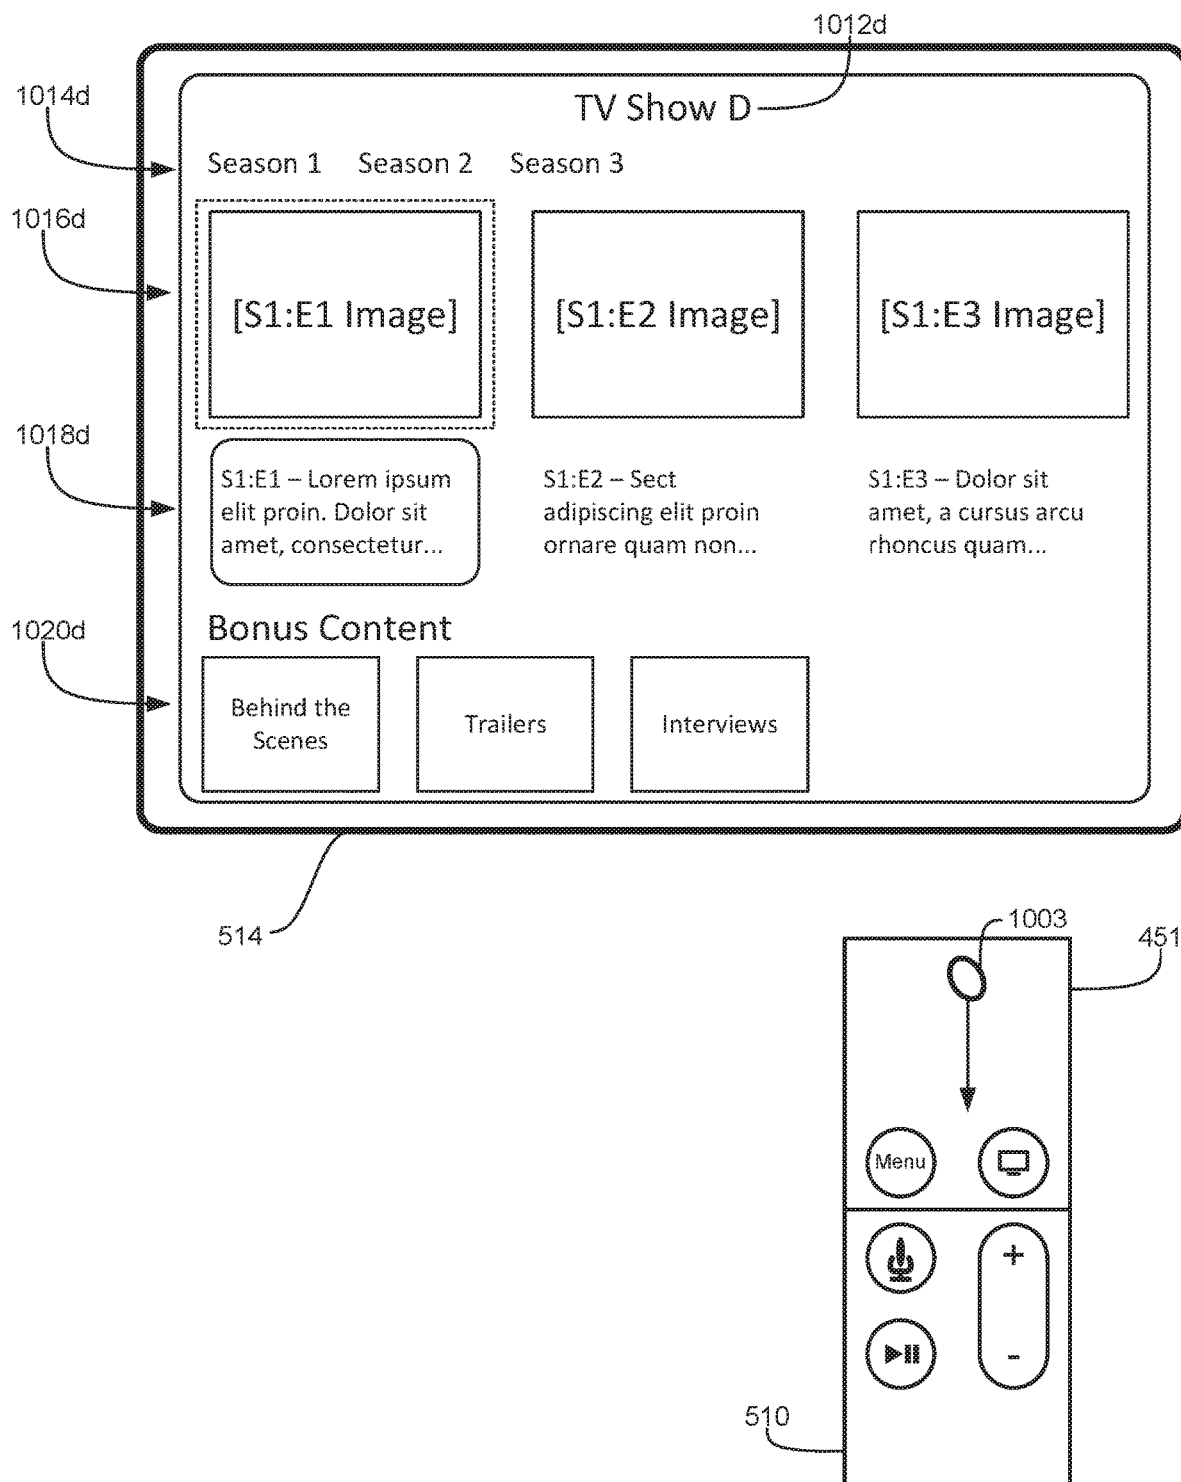 1012d
1014d
TV Show D
Season 1 Season 2 Season 3
1016d
[S1:E1 Image] [S1:E2 Image] [S1:E3 Image]
1018d
S1:E1 – Lorem ipsum
elit proin. Dolor sit
amet, consectetur...
S1:E2 – Sect
adipiscing elit proin
ornare quam non...
S1:E3 – Dolor sit
amet, a cursus arcu
rhoncus quam...
1020d
Bonus Content
Behind the
Scenes
Trailers
Interviews
514
1003
451
Menu
+
-
510